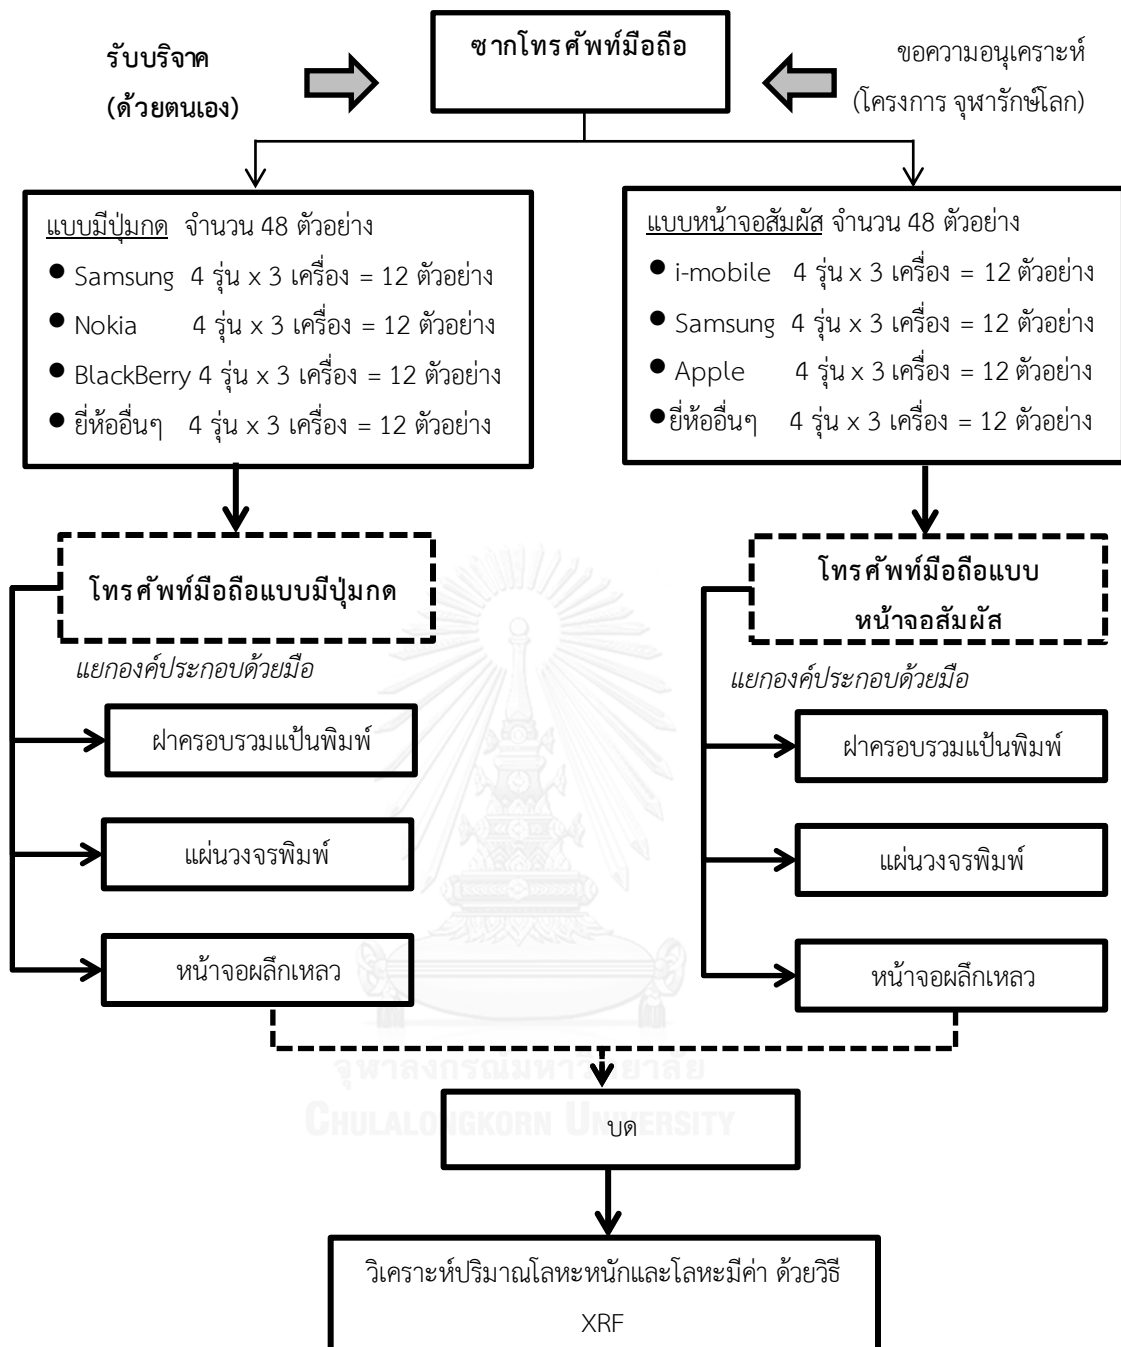 ซากโทรศัพท์มือถือ
รับบริจาค
(ด้วยตนเอง)
ขอความอนุเคราะห์
(โครงการ จุฬารักษ์โลก)
แบบมีปุ่มกด จำนวน 48 ตัวอย่าง
● Samsung 4 รุ่น x 3 เครื่อง = 12 ตัวอย่าง
● Nokia 4 รุ่น x 3 เครื่อง = 12 ตัวอย่าง
● BlackBerry 4 รุ่น x 3 เครื่อง = 12 ตัวอย่าง
● ยี่ห้ออื่นๆ 4 รุ่น x 3 เครื่อง = 12 ตัวอย่าง
แบบหน้าจอสัมผัส จำนวน 48 ตัวอย่าง
● i-mobile 4 รุ่น x 3 เครื่อง = 12 ตัวอย่าง
● Samsung 4 รุ่น x 3 เครื่อง = 12 ตัวอย่าง
● Apple 4 รุ่น x 3 เครื่อง = 12 ตัวอย่าง
● ยี่ห้ออื่นๆ 4 รุ่น x 3 เครื่อง = 12 ตัวอย่าง
โทรศัพท์มือถือแบบมีปุ่มกด
แยกองค์ประกอบด้วยมือ
ฝาครอบรวมแป้นพิมพ์
แผ่นวงจรพิมพ์
หน้าจอผลึกเหลว
โทรศัพท์มือถือแบบ
หน้าจอสัมผัส
แยกองค์ประกอบด้วยมือ
ฝาครอบรวมแป้นพิมพ์
แผ่นวงจรพิมพ์
หน้าจอผลึกเหลว
จุฬาลงกรณ์มหาวิทยาลัย
CHULALONGKORN UNIVERSITY
บด
วิเคราะห์ปริมาณโลหะหนักและโลหะมีค่า ด้วยวิธี
XRF